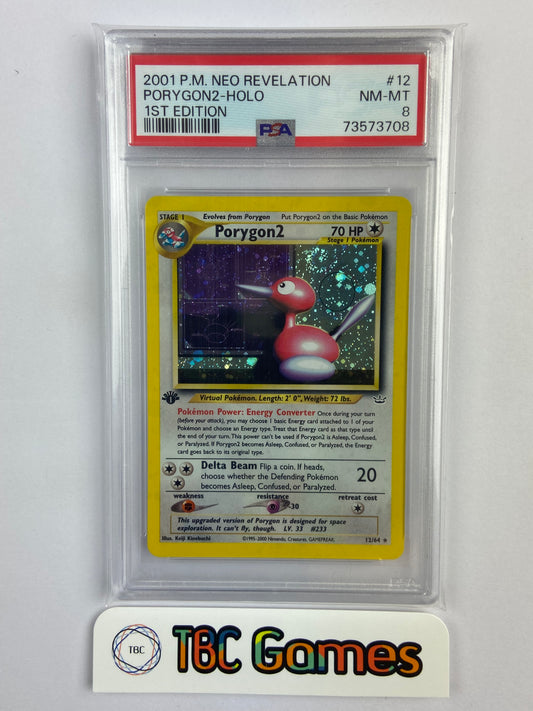 2001 P.M. NEO REVELATION #12
PORYGON2-HOLO NM-MT
1ST EDITION 8
PSA 73573708
STAGE 1 Evolves from Porygon Put Porygon2 on the Basic Pokémon
Porygon2 70 HP
Stage 1 Pokémon
1
Virtual Pokémon. Length: 2' 0", Weight: 72 lbs.
Pokémon Power: Energy Converter Once during your turn
(before your attack), you may choose 1 basic Energy card attached to 1 of your
Pokémon and choose an Energy type. Treat that Energy card as that type until
the end of your turn. This power can't be used if Porygon2 is Asleep, Confused,
or Paralyzed. If Porygon2 becomes Asleep, Confused, or Paralyzed, the Energy
card goes back to its original type.
Delta Beam Flip a coin. If heads,
choose whether the Defending Pokémon
becomes Asleep, Confused, or Paralyzed.
20
weakness resistance retreat cost
-30
This upgraded version of Porygon is designed for space
exploration. It can't fly, though. LV. 33 #233
Illus. Keiji Kinebuchi ©1995-2000 Nintendo, Creatures, GAMEFREAK. 12/64
TBC TBC Games